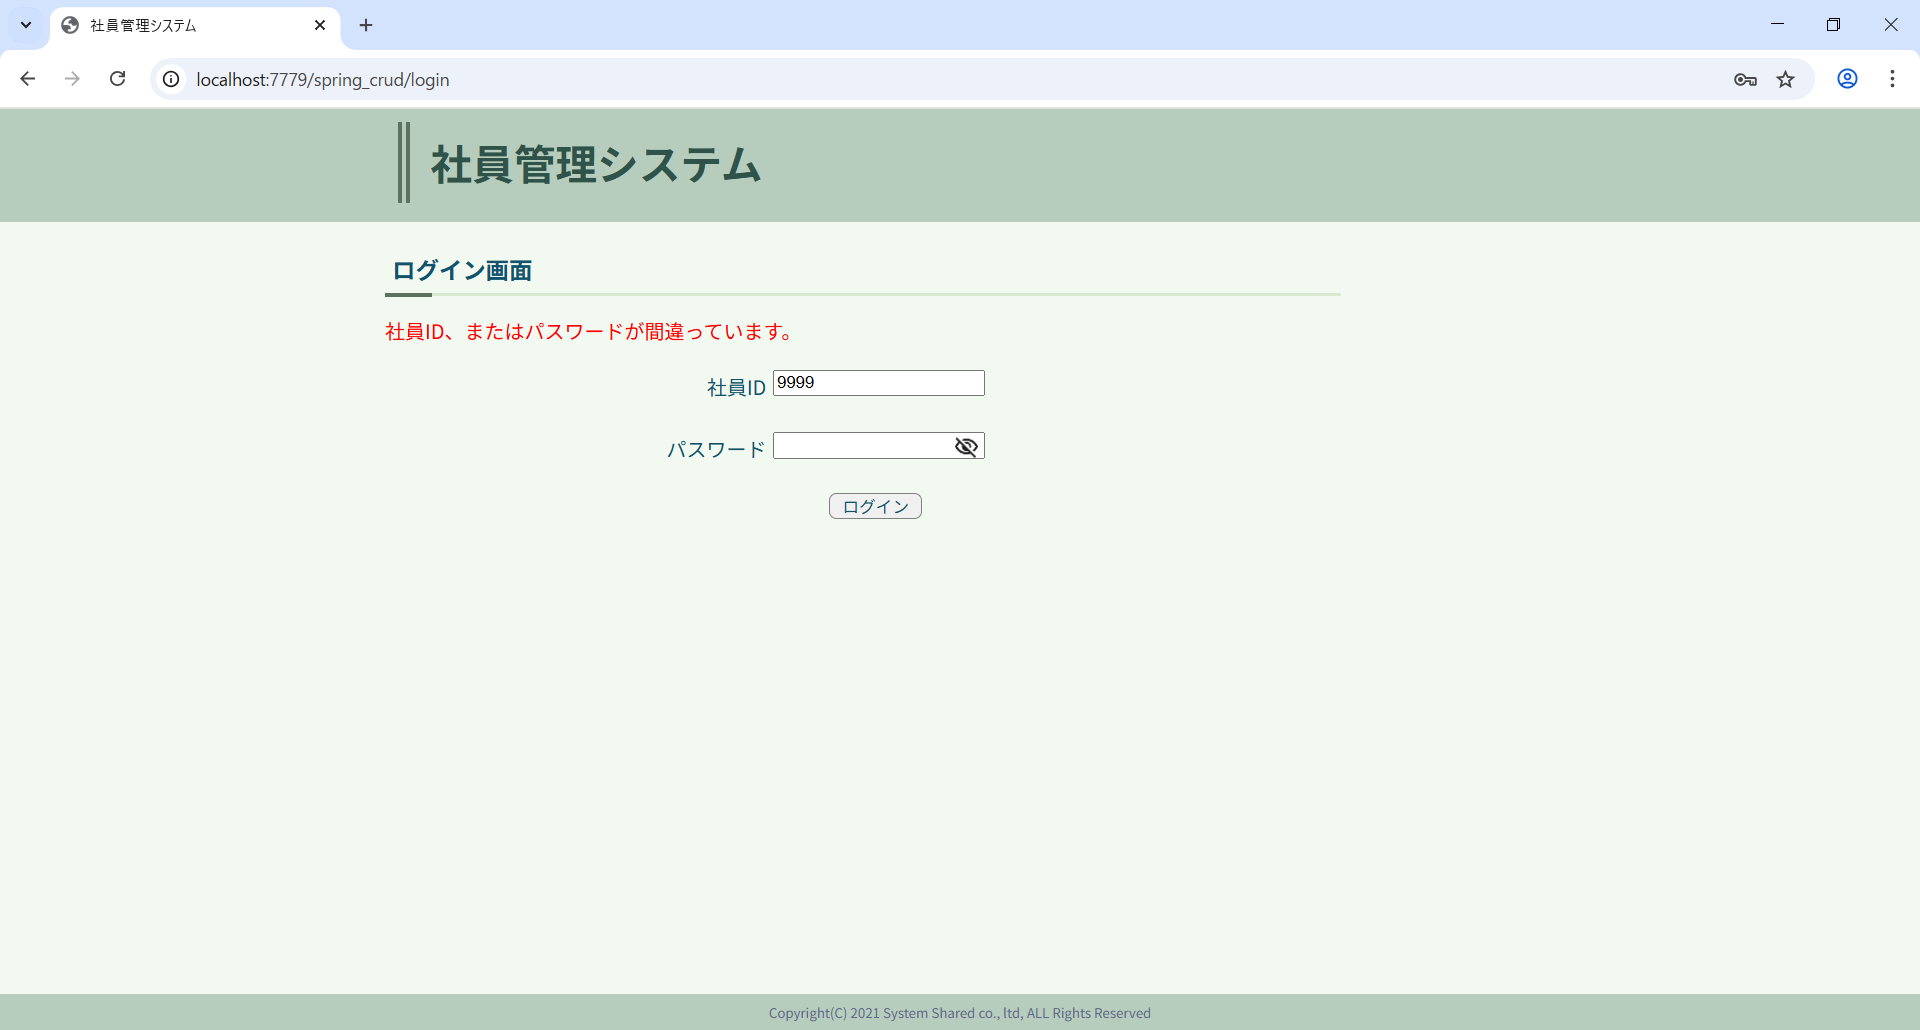 社員管理システム
localhost:7779/spring_crud/login
社員管理システム
ログイン画面
社員ID、またはパスワードが間違っています。
社員ID 9999
パスワード
ログイン
Copyright(C) 2021 System Shared co., ltd, ALL Rights Reserved